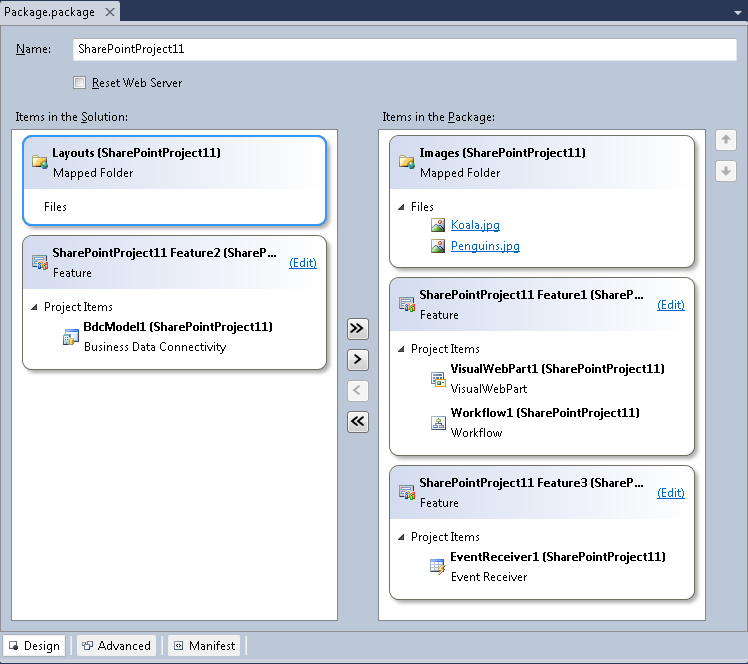 Package.package
Name:
SharePointProject11
Reset Web Server
Items in the Solution:
Layouts (SharePointProject11)
Mapped Folder
Files
SharePointProject11 Feature2 (ShareP...
(Edit)
Feature
Project Items
BdcModel1 (SharePointProject11)
Business Data Connectivity
Items in the Package:
Images (SharePointProject11)
Mapped Folder
Files
Koala.jpg
Penguins.jpg
SharePointProject11 Feature1 (ShareP...
(Edit)
Feature
Project Items
VisualWebPart1 (SharePointProject11)
VisualWebPart
Workflow1 (SharePointProject11)
Workflow
SharePointProject11 Feature3 (ShareP...
(Edit)
Feature
Project Items
EventReceiver1 (SharePointProject11)
Event Receiver
Design
Advanced
Manifest